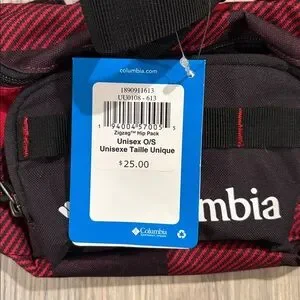 columbia.com
1890911613
UU0108 - 613
1 94004 57005 5
Zigzag™ Hip Pack
Unisex O/S
Unisexe Taille Unique
$25.00
Columbia
mbia